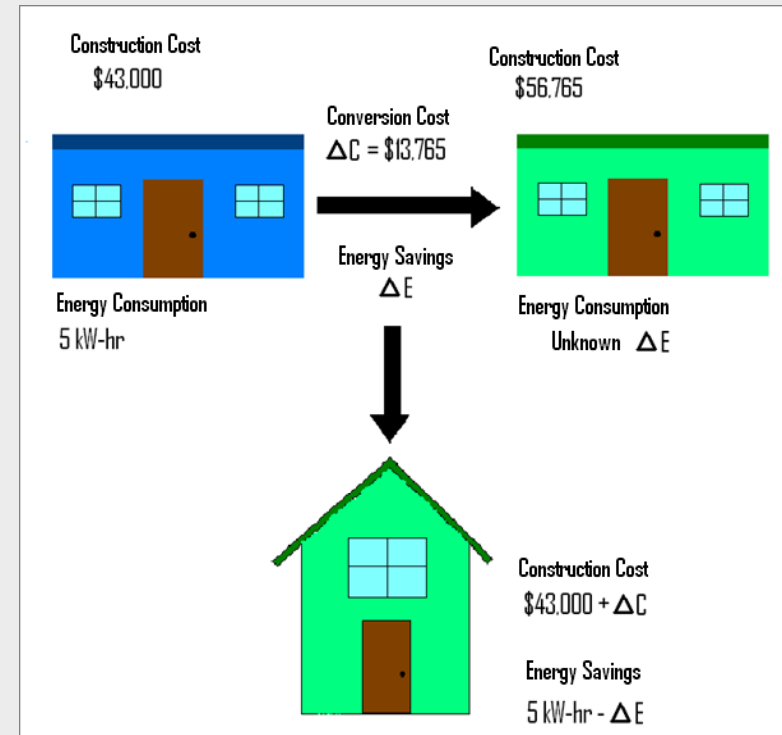 Construction Cost
$43,000
Construction Cost
$56,765
Conversion Cost
ΔC = $13,765
Energy Savings
ΔE
Energy Consumption
5 kW-hr
Energy Consumption
Unknown ΔE
Construction Cost
$43,000 + ΔC
Energy Savings
5 kW-hr - ΔE